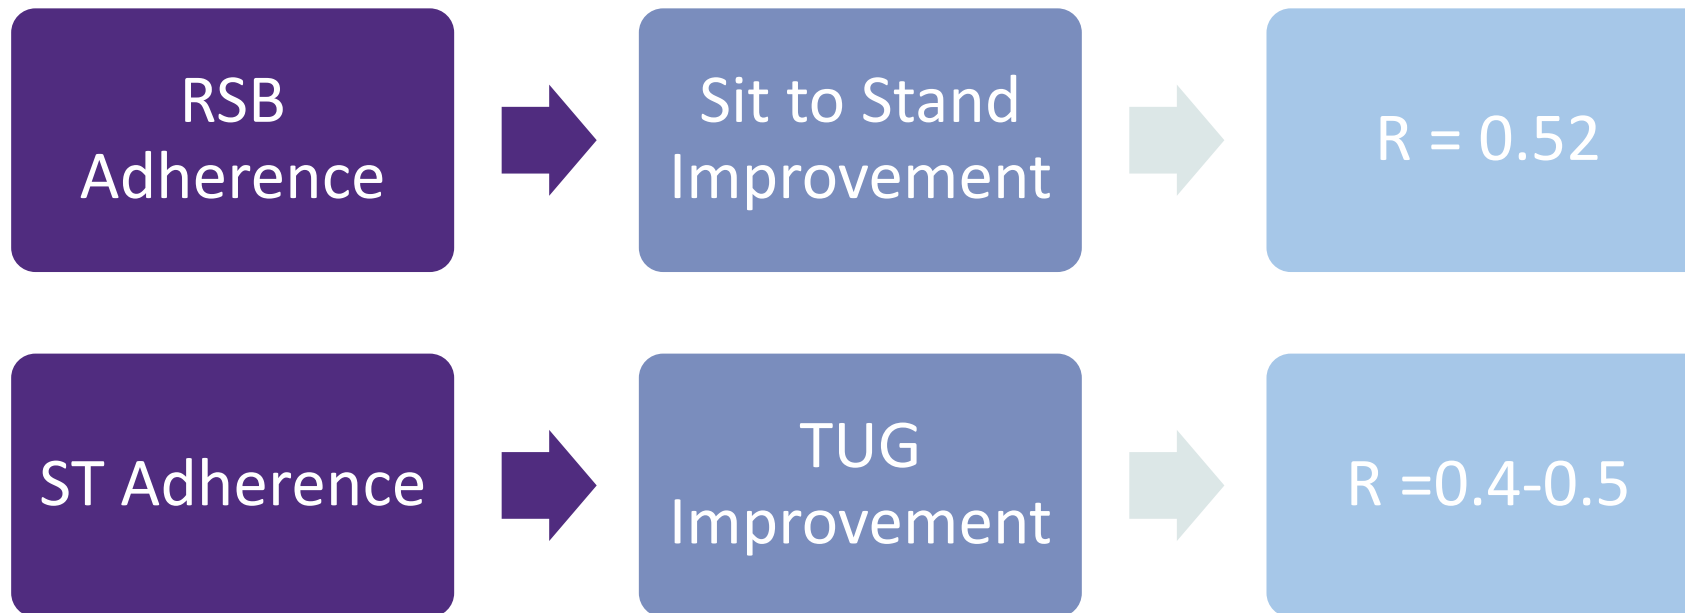 RSB
Adherence
Sit to Stand
Improvement
R = 0.52
ST Adherence
TUG
Improvement
R =0.4-0.5